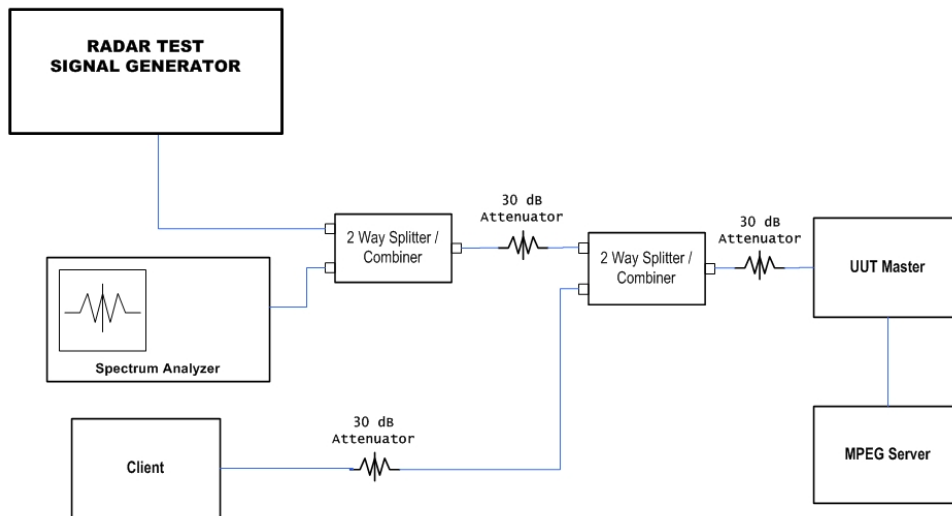 RADAR TEST
SIGNAL GENERATOR
30 dB
Attenuator
2 Way Splitter /
Combiner
30 dB
Attenuator
2 Way Splitter /
Combiner
UUT Master
Spectrum Analyzer
30 dB
Attenuator
Client
MPEG Server